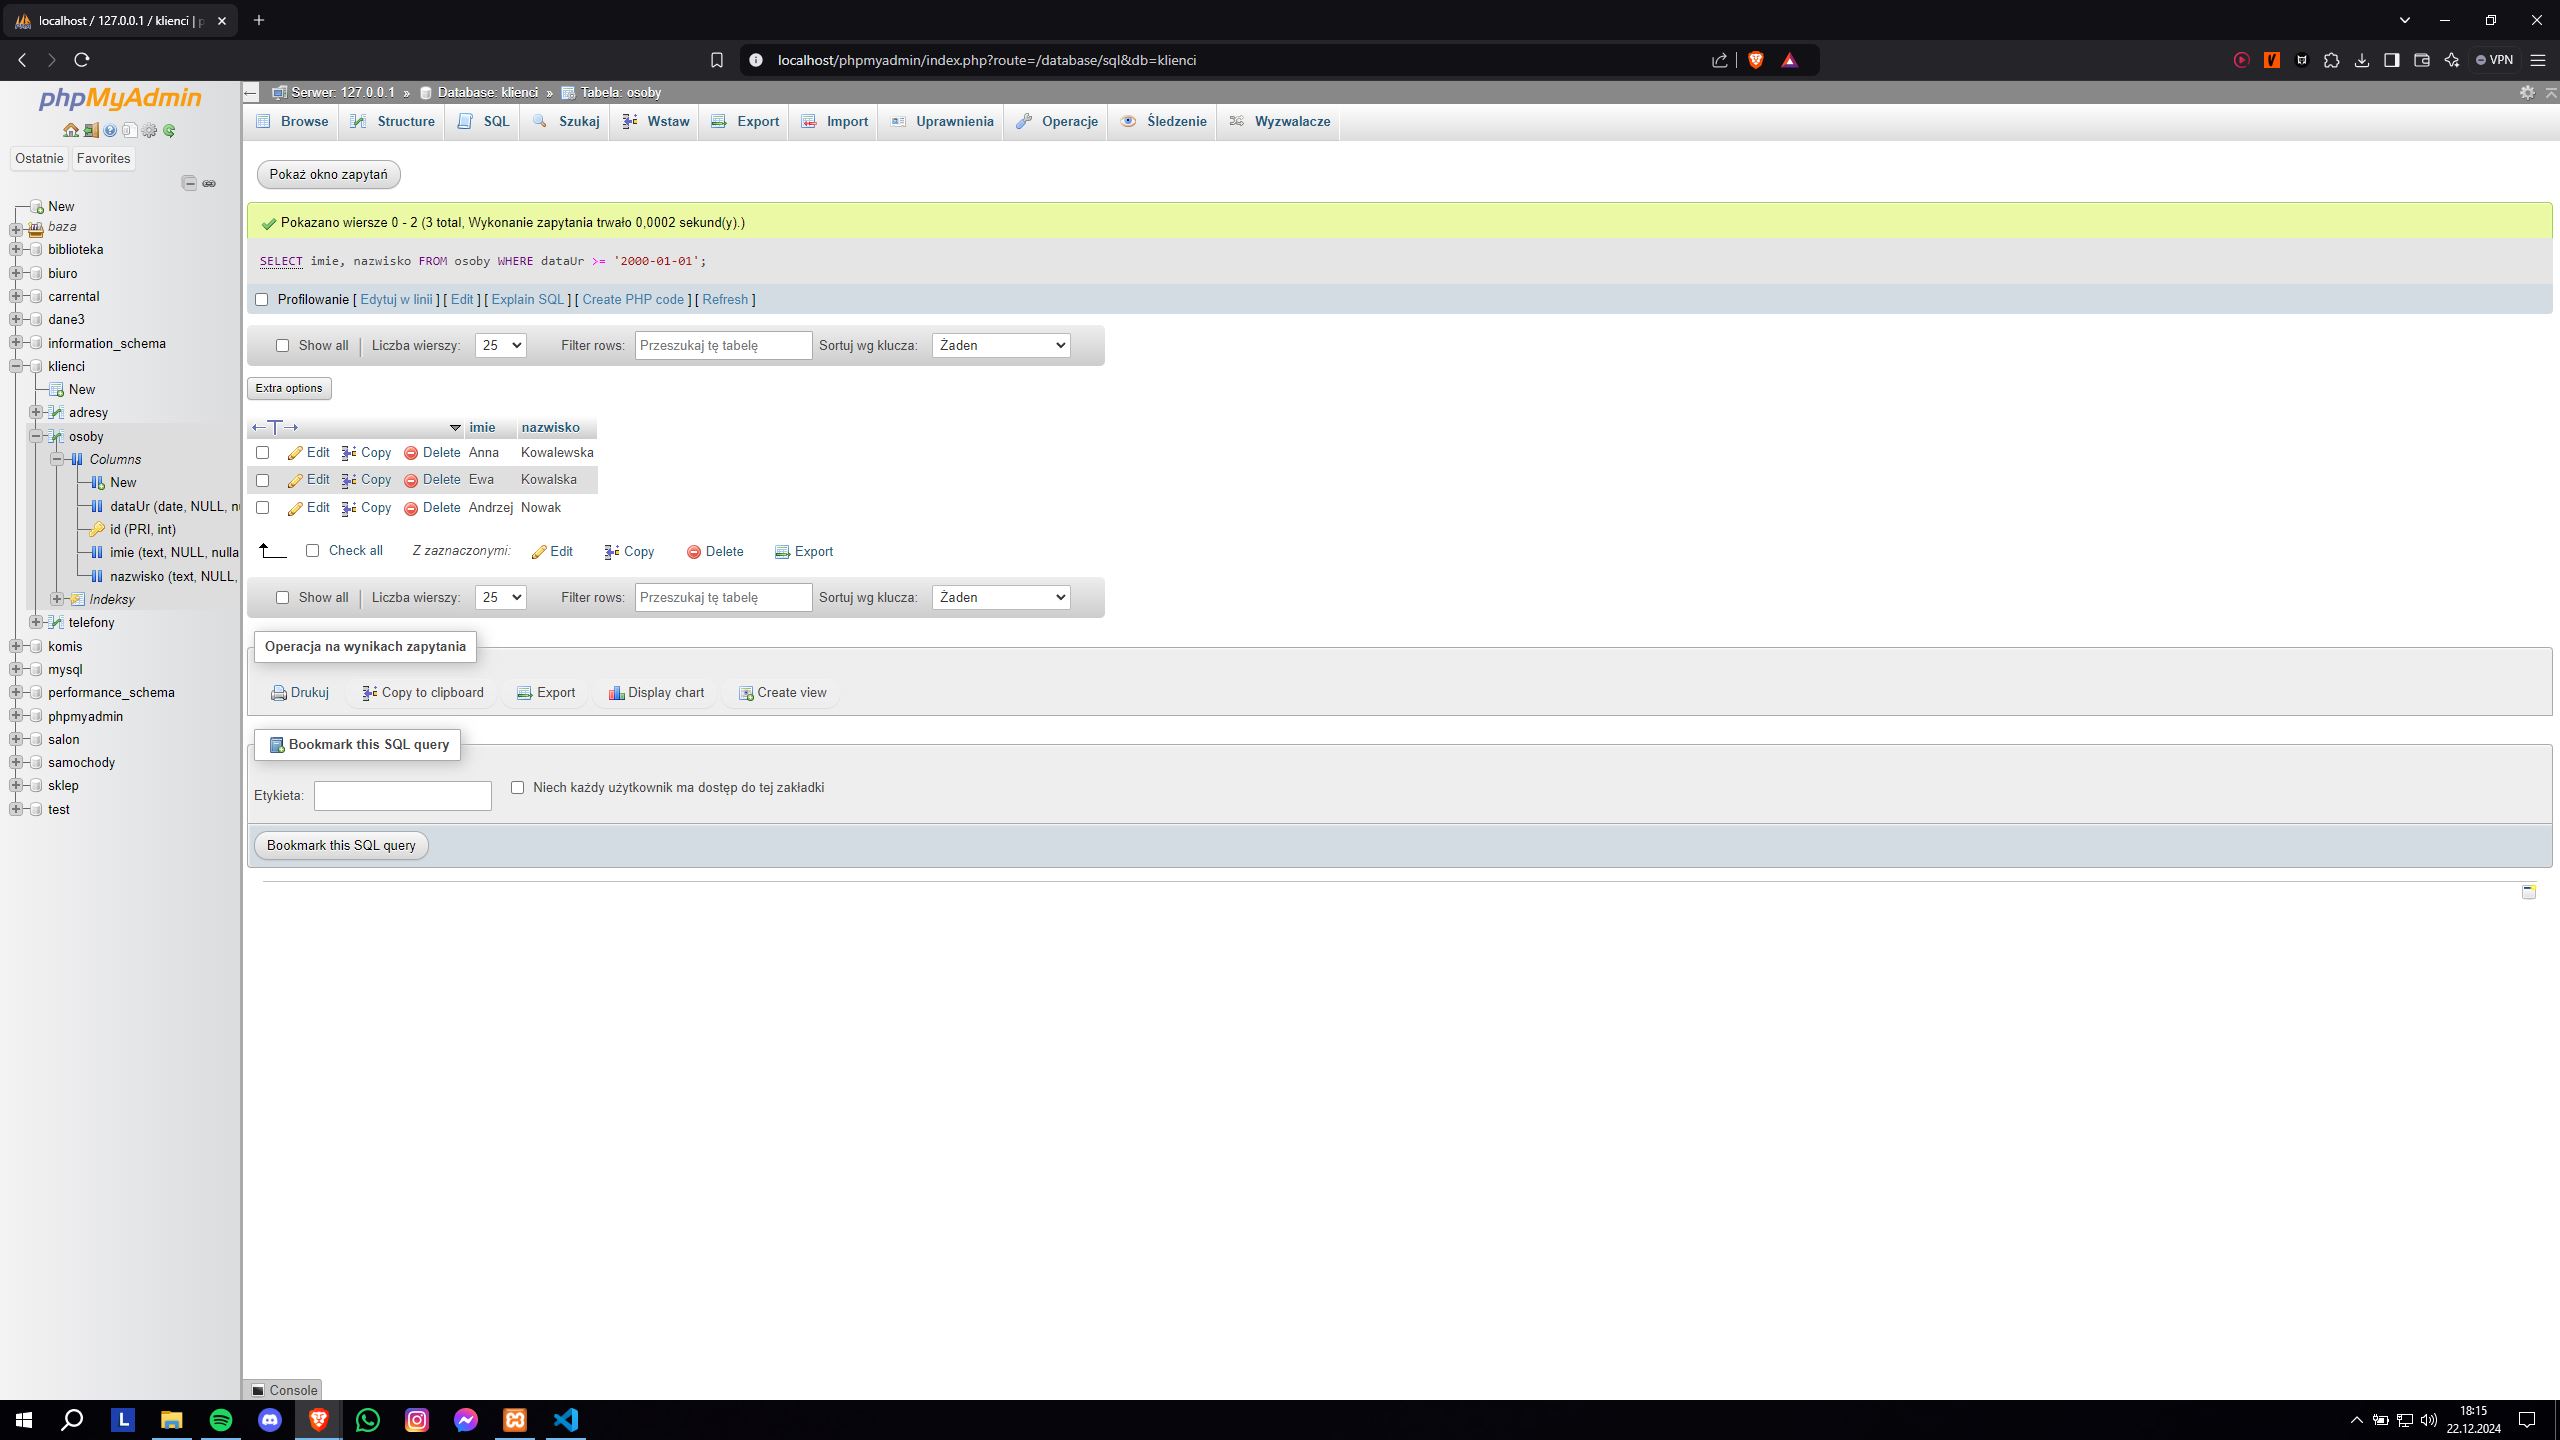 localhost / 127.0.0.1 / klienci | p
localhost/phpmyadmin/index.php?route=/database/sql&db=klienci
VPN
phpMyAdmin
Ostatnie Favorites
New
baza
biblioteka
biuro
carrental
dane3
information_schema
klienci
New
adresy
osoby
Columns
New
dataUr (date, NULL, nu
id (PRI, int)
imie (text, NULL, nulla
nazwisko (text, NULL,
Indeksy
telefony
komis
mysql
performance_schema
phpmyadmin
salon
samochody
sklep
test
Serwer: 127.0.0.1 » Database: klienci » Tabela: osoby
Browse Structure SQL Szukaj Wstaw Export Import Uprawnienia Operacje Śledzenie Wyzwalacze
Pokaż okno zapytań
Pokazano wiersze 0 - 2 (3 total, Wykonanie zapytania trwało 0,0002 sekund(y).)
SELECT imie, nazwisko FROM osoby WHERE dataUr >= '2000-01-01';
Profilowanie [ Edytuj w linii ] [ Edit ] [ Explain SQL ] [ Create PHP code ] [ Refresh ]
Show all Liczba wierszy: 25 Filter rows: Przeszukaj tę tabelę Sortuj wg klucza: Żaden
Extra options
imie nazwisko
Edit Copy Delete Anna Kowalewska
Edit Copy Delete Ewa Kowalska
Edit Copy Delete Andrzej Nowak
Check all Z zaznaczonymi: Edit Copy Delete Export
Show all Liczba wierszy: 25 Filter rows: Przeszukaj tę tabelę Sortuj wg klucza: Żaden
Operacja na wynikach zapytania
Drukuj Copy to clipboard Export Display chart Create view
Bookmark this SQL query
Etykieta: Niech każdy użytkownik ma dostęp do tej zakładki
Bookmark this SQL query
Console
L
18:15
22.12.2024